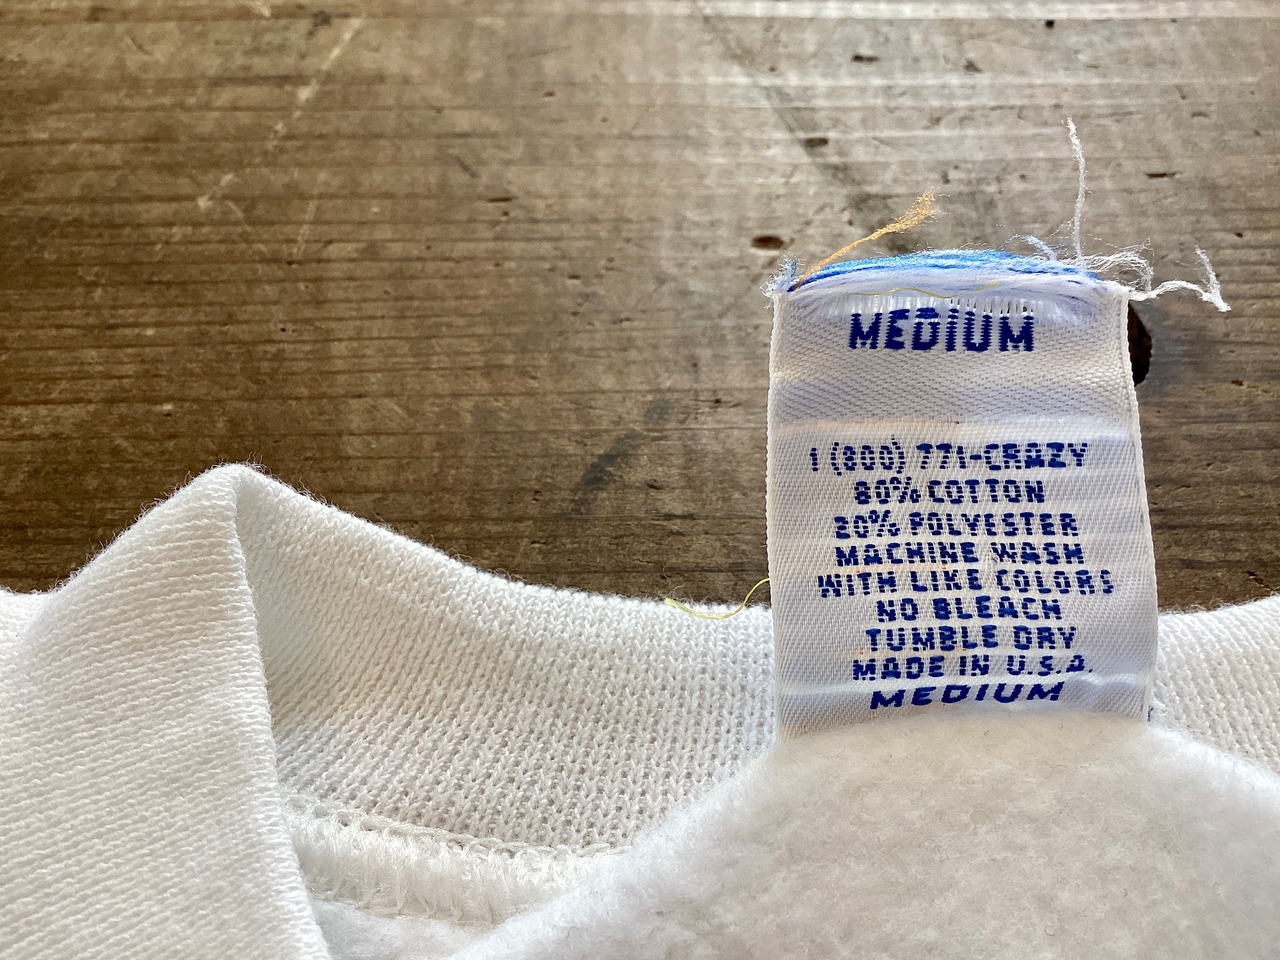 MEDIUM
1 (800) 771-CRAZY
80% COTTON
20% POLYESTER
MACHINE WASH
WITH LIKE COLORS
NO BLEACH
TUMBLE DRY
MADE IN U.S.A.
MEDIUM